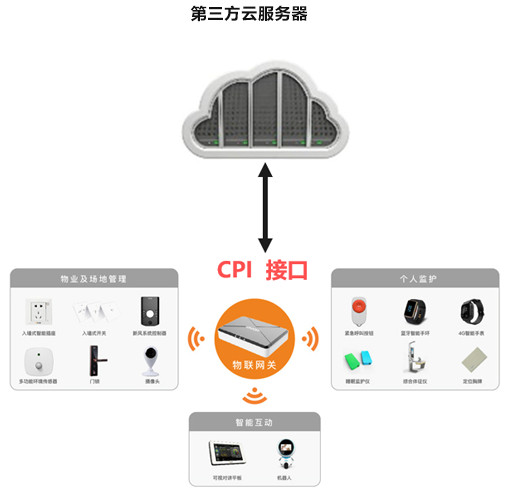 第三方云服务器
CPI 接口
物业及场地管理
入墙式智能插座 入墙式开光 新风系统控制器
多功能环境传感器 门锁 摄像头
物联网关
个人监护
紧急呼叫按钮 蓝牙智能手环 4G智能手表
睡眠监护仪 综合体征仪 定位胸牌
智能互动
可视对讲平板 机器人